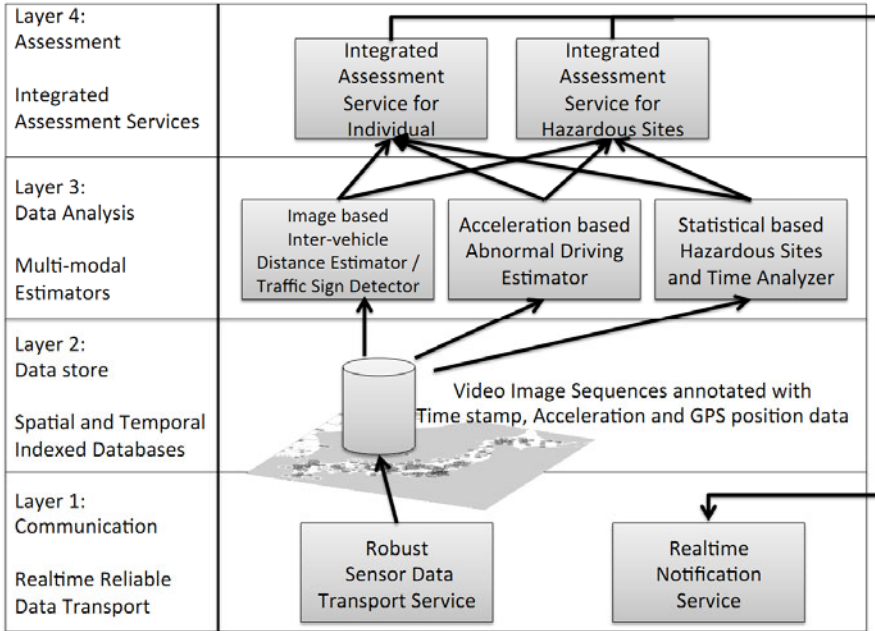 Layer 4:
Assessment
Integrated
Assessment Services
Integrated
Assessment
Service for
Individual
Integrated
Assessment
Service for
Hazardous Sites
Layer 3:
Data Analysis
Multi-modal
Estimators
Image based
Inter-vehicle
Distance Estimator /
Traffic Sign Detector
Acceleration based
Abnormal Driving
Estimator
Statistical based
Hazardous Sites
and Time Analyzer
Layer 2:
Data store
Spatial and Temporal
Indexed Databases
Video Image Sequences annotated with
Time stamp, Acceleration and GPS position data
Layer 1:
Communication
Realtime Reliable
Data Transport
Robust
Sensor Data
Transport Service
Realtime
Notification
Service